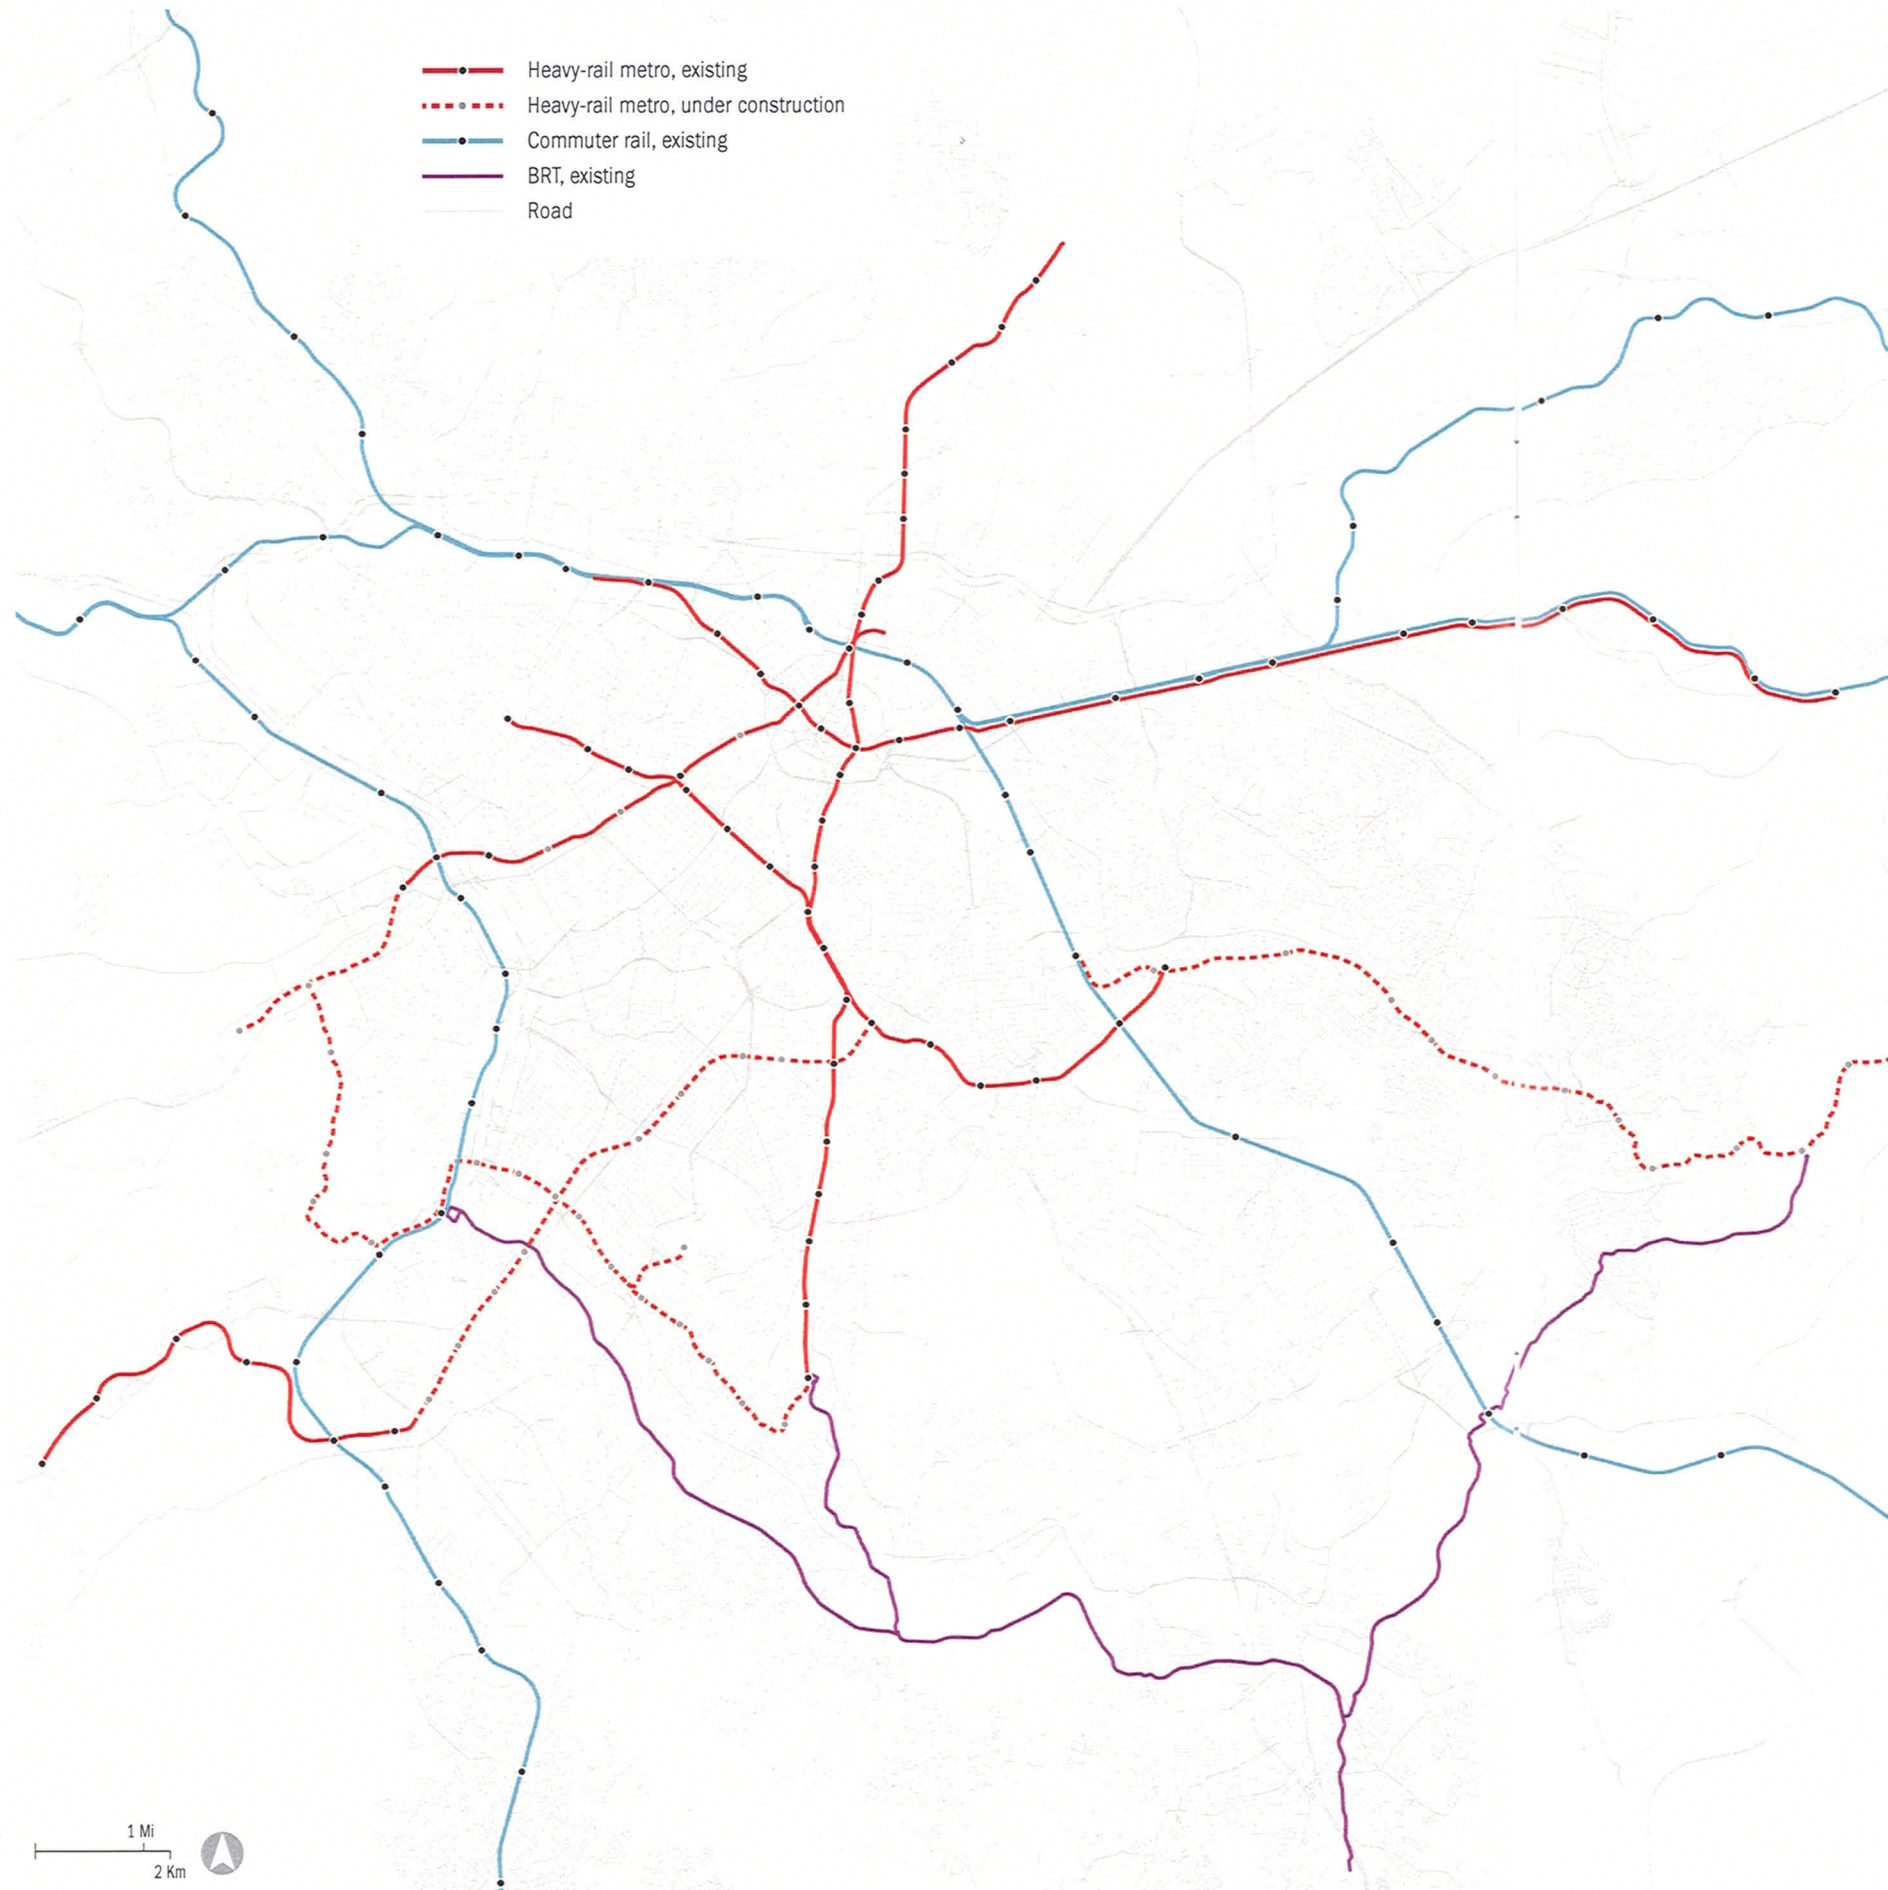 Heavy-rail metro, existing
Heavy-rail metro, under construction
Commuter rail, existing
BRT, existing
Road
1 Mi
2 Km